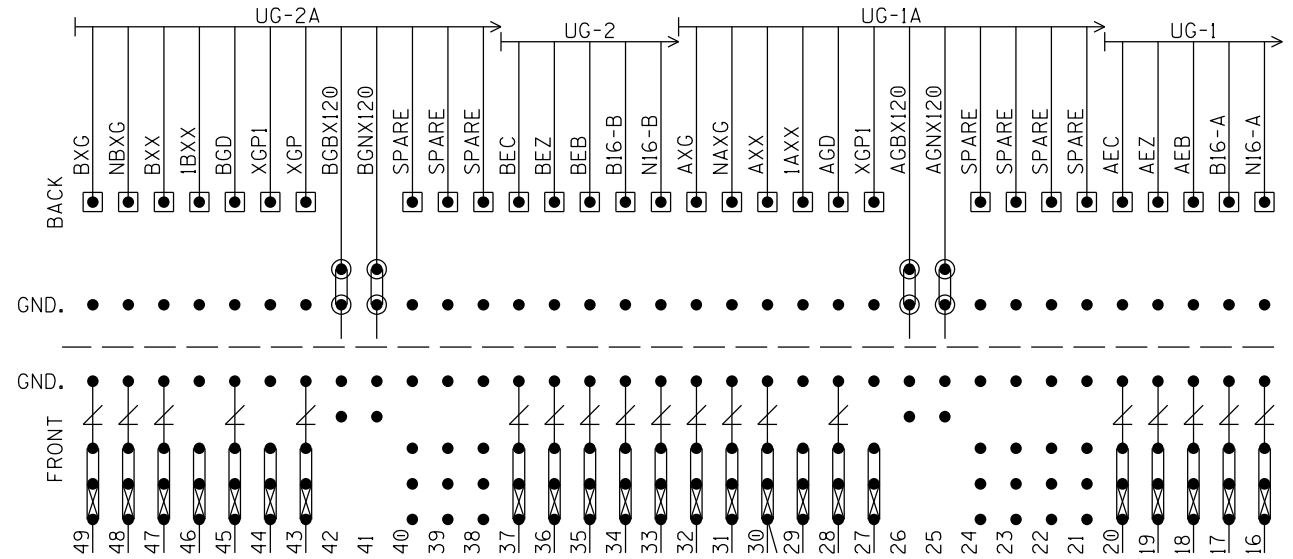 UG-2A UG-2 UG-1A UG-1
BXG NBXG BXX 1BXX BGD XGP1 XGP BGBX120 BGNX120 SPARE SPARE SPARE BEC BEZ BEB B16-B N16-B AXG NAXG AXX 1AXX AGD XGP1 AGBX120 AGNX120 SPARE SPARE SPARE SPARE AEC AEZ AEB B16-A N16-A
BACK
GND.
GND.
FRONT
49 48 47 46 45 44 43 42 41 40 39 38 37 36 35 34 33 32 31 30 29 28 27 26 25 24 23 22 21 20 19 18 17 16